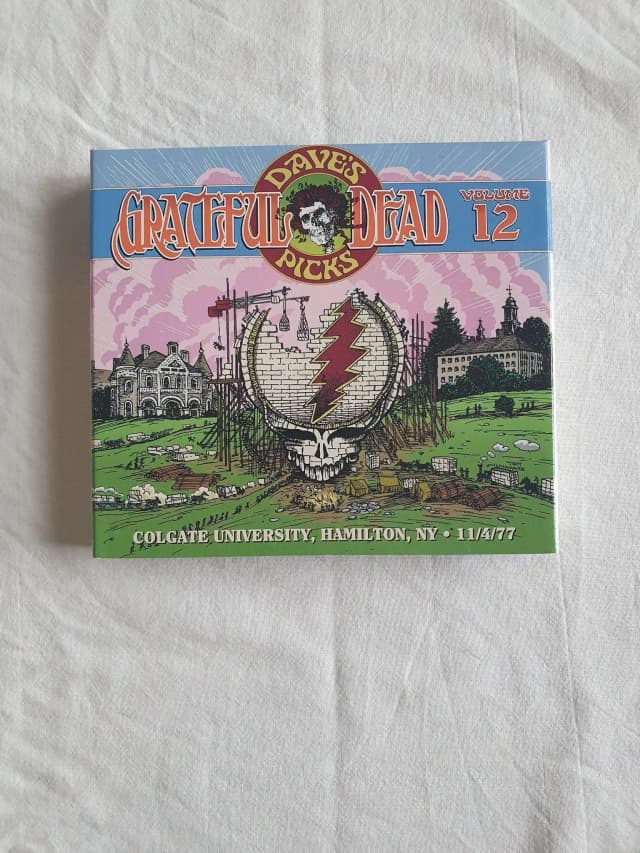 DAVE'S
GRATEFUL DEAD
VOLUME
12
PICKS
COLGATE UNIVERSITY, HAMILTON, NY • 11/4/77